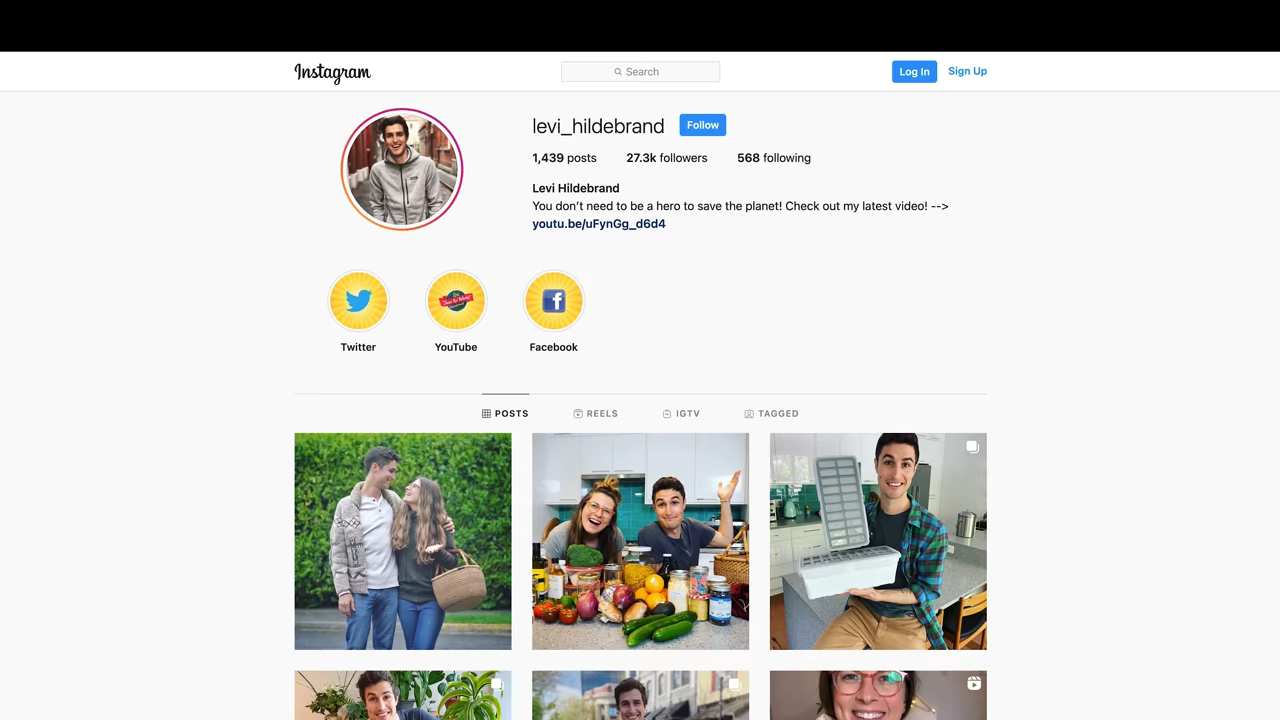 Instagram
Search
Log In
Sign Up
levi_hildebrand
Follow
1,439 posts
27.3k followers
568 following
Levi Hildebrand
You don't need to be a hero to save the planet! Check out my latest video! -->
youtu.be/uFynGg_d6d4
Twitter
YouTube
Facebook
POSTS
REELS
IGTV
TAGGED